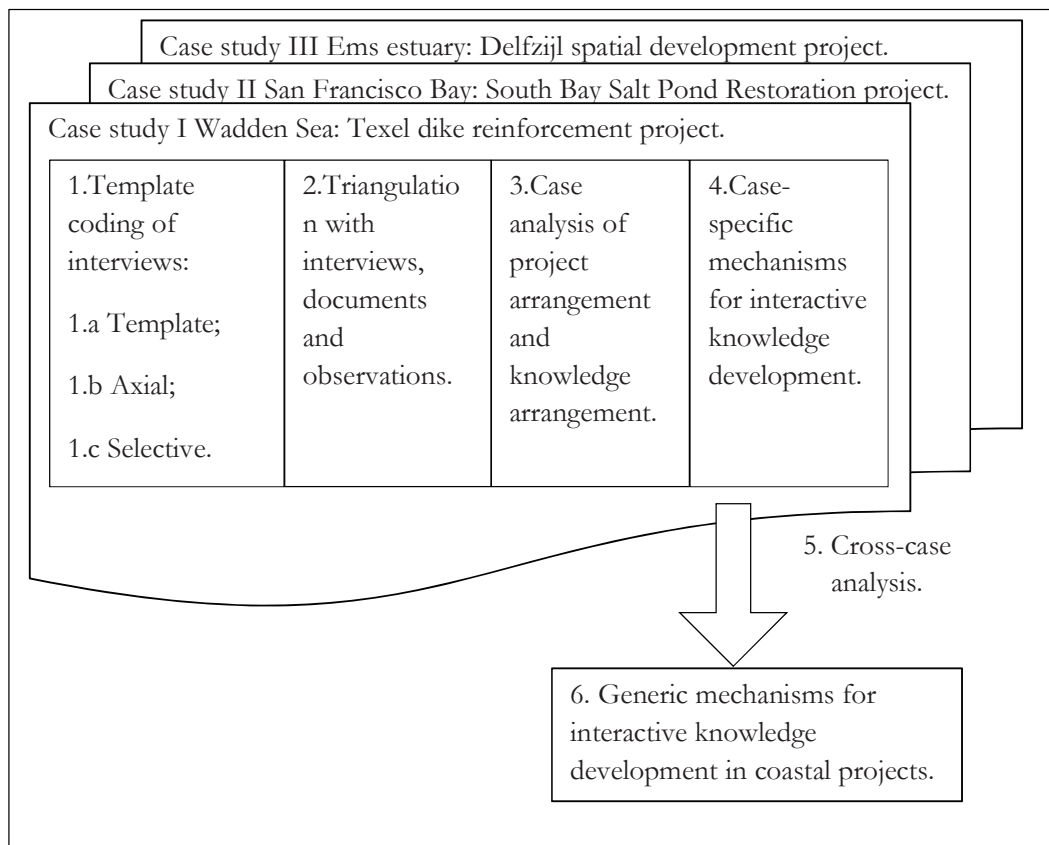 Case study III Ems estuary: Delfzijl spatial development project.
Case study II San Francisco Bay: South Bay Salt Pond Restoration project.
Case study I Wadden Sea: Texel dike reinforcement project.
1.Template
coding of
interviews:
1.a Template;
1.b Axial;
1.c Selective.
2.Triangulatio
n with
interviews,
documents
and
observations.
3.Case
analysis of
project
arrangement
and
knowledge
arrangement.
4.Case-
specific
mechanisms
for interactive
knowledge
development.
5. Cross-case
analysis.
6. Generic mechanisms for
interactive knowledge
development in coastal projects.